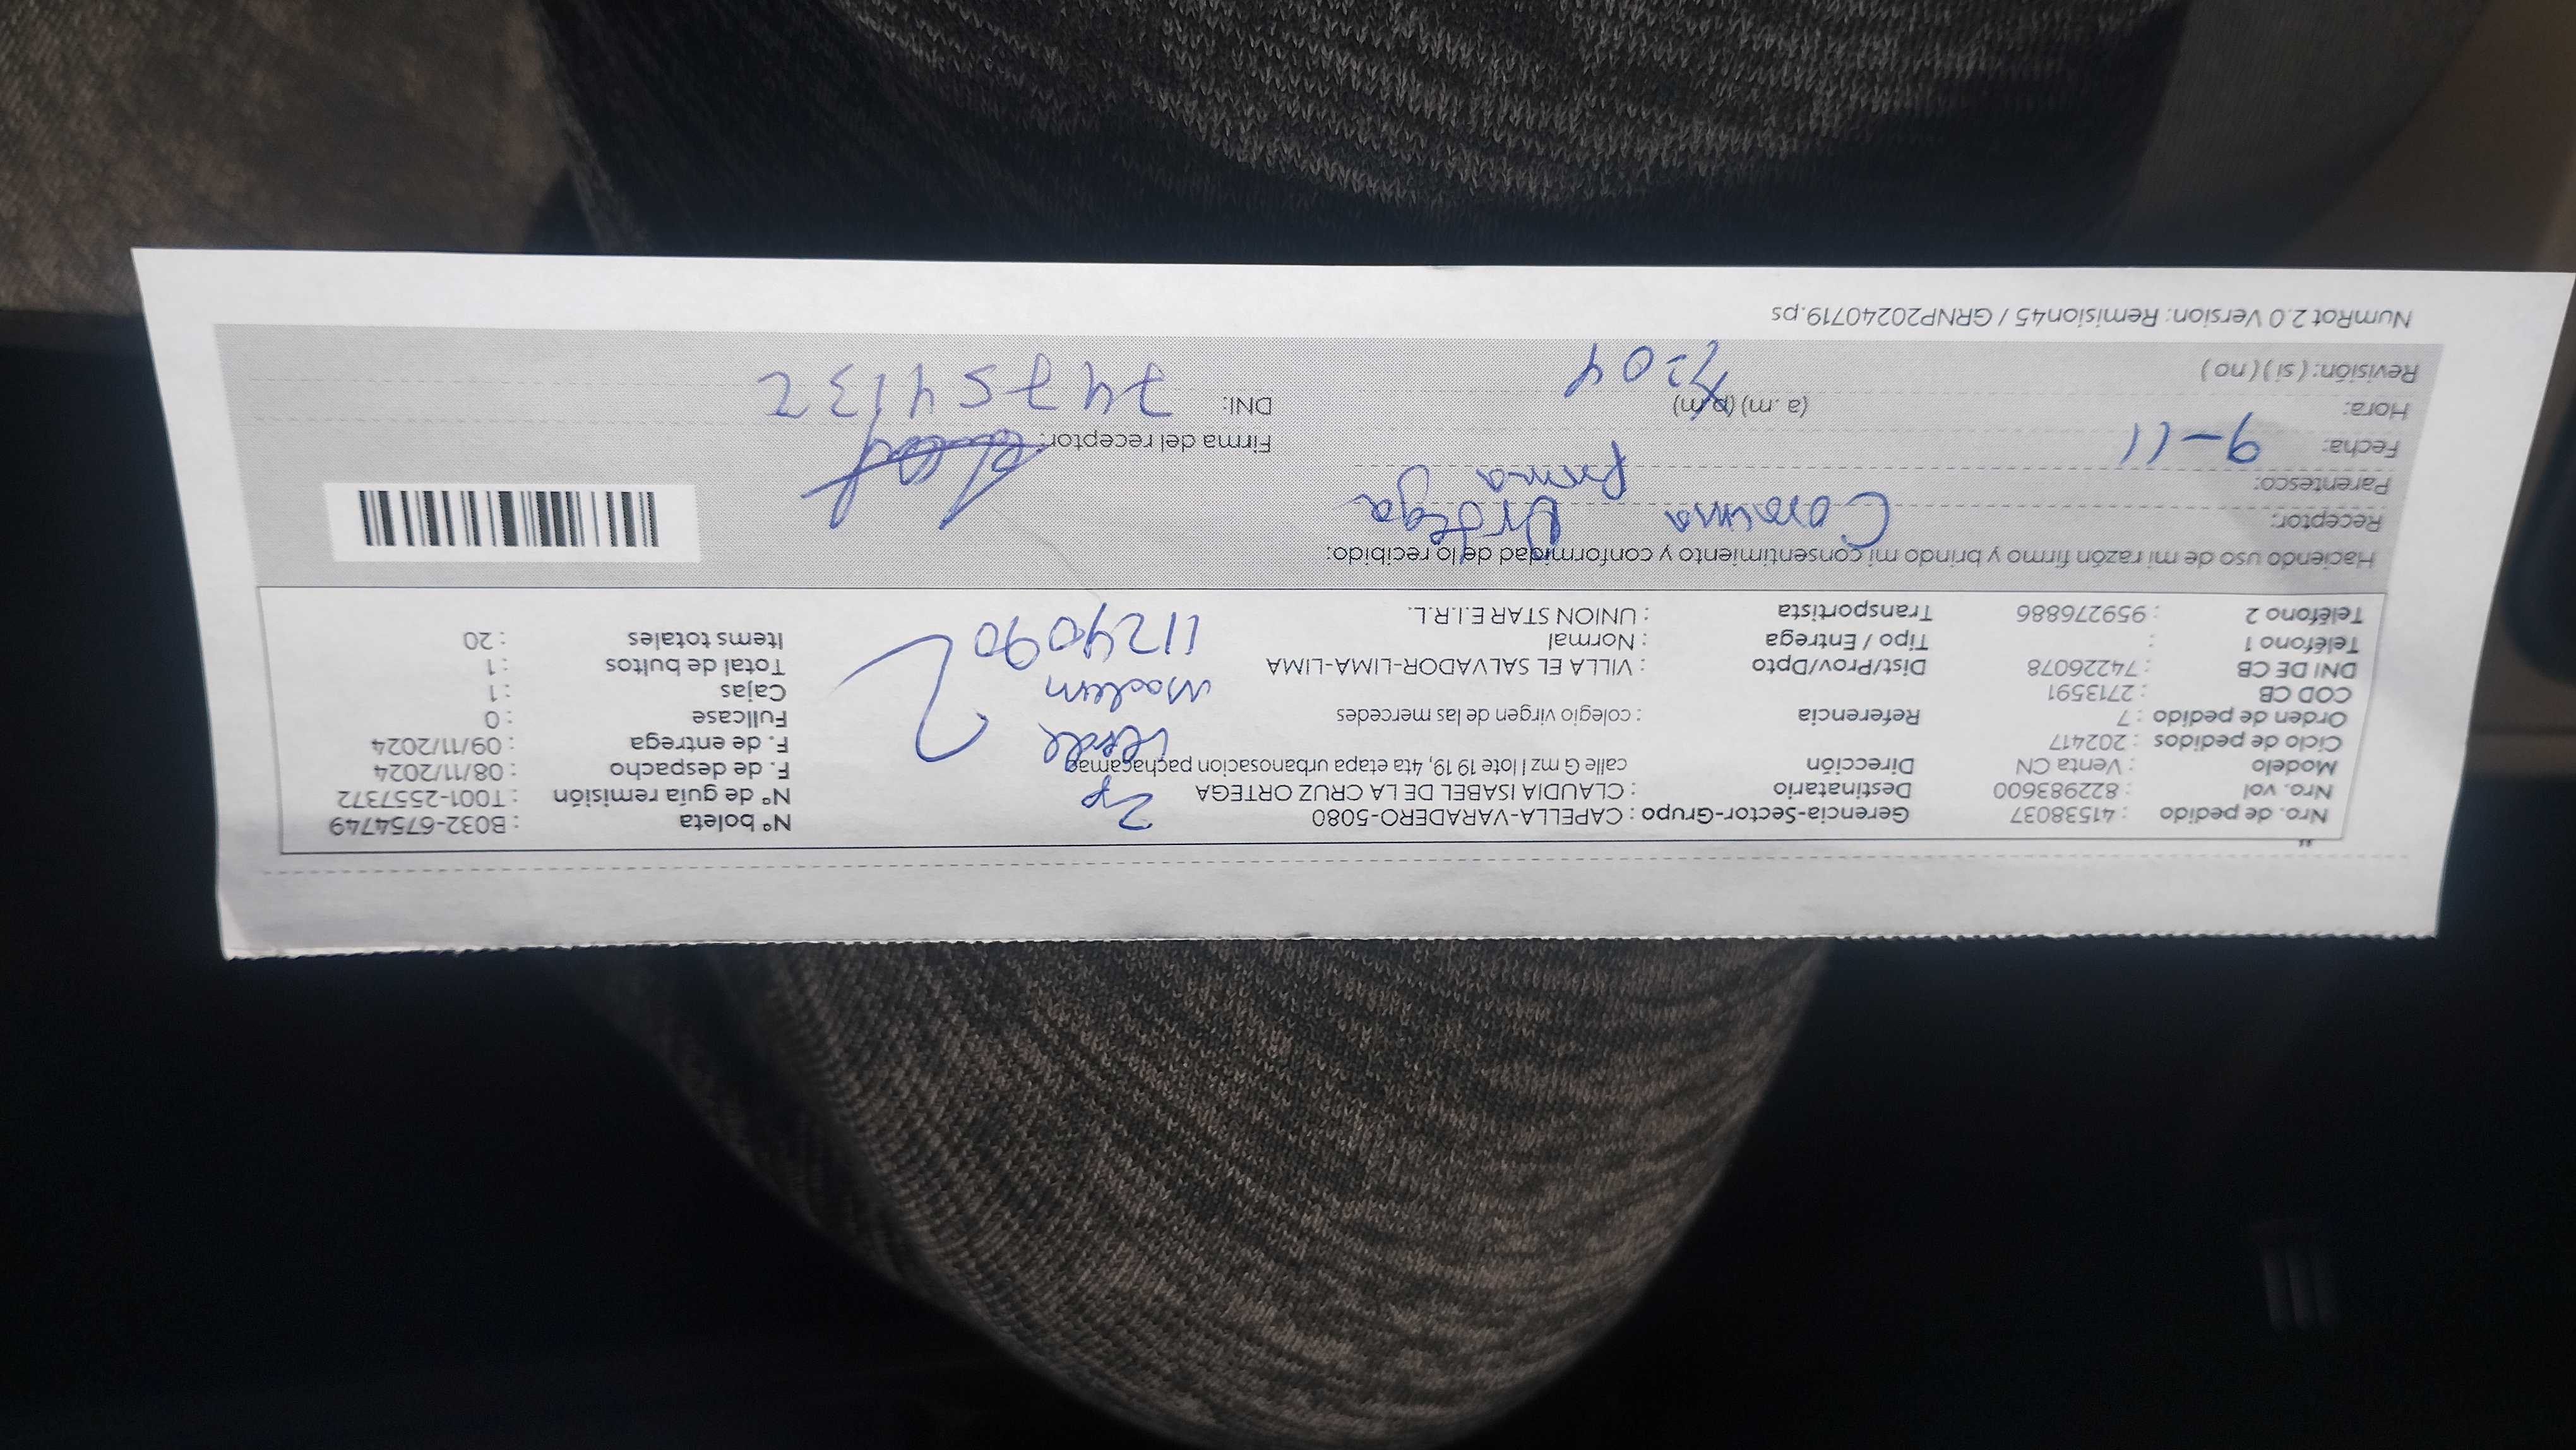 Nro. de pedido : 41538037 Gerencia-Sector-Grupo : CAPELLA-VARADERO-5080 N° boleta : B032-6754749
Nro. vol : 822983600 Destinatario : CLAUDIA ISABEL DE LA CRUZ ORTEGA N° de guía remisión : T001-2557372
Modelo : Venta CN Dirección calle G mz I lote 19 19, 4ta etapa urbanosacion pachacamac F. de despacho : 08/11/2024
Ciclo de pedidos : 202417 F. de entrega : 09/11/2024
Orden de pedido : 7 Referencia : colegio virgen de las mercedes Fullcase : 0
COD CB : 2713591 Cajas : 1
DNI DE CB : 74226078 Dist/Prov/Dpto : VILLA EL SALVADOR-LIMA-LIMA Total de bultos : 1
Teléfono 1 : Tipo / Entrega : Normal Items totales : 20
Teléfono 2 : 959276886 Transportista : UNION STAR E.I.R.L.
2p
Verde
1124090
Haciendo uso de mi razón firmo y brindo mi consentimiento y conformidad de lo recibido:
Receptor: Ortega
Parentesco: prima
Fecha: 9-11 Firma del receptor:
Hora: (a. m) (p. m) DNI: 74754132
Revisión: ( si ) ( no )
NumRot 2.0 Version: Remision45 / GRNP20240719.ps